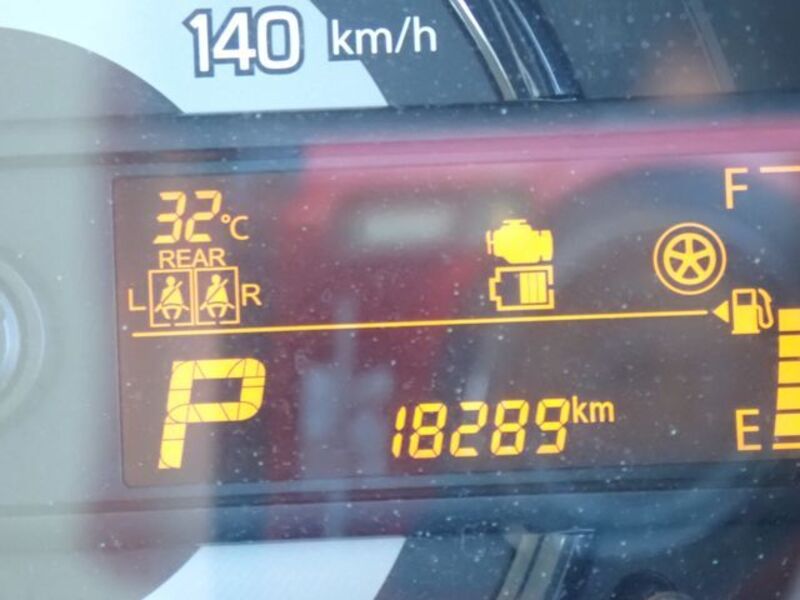 140 km/h
32°C
F
REAR
L R
P
18289 km
E